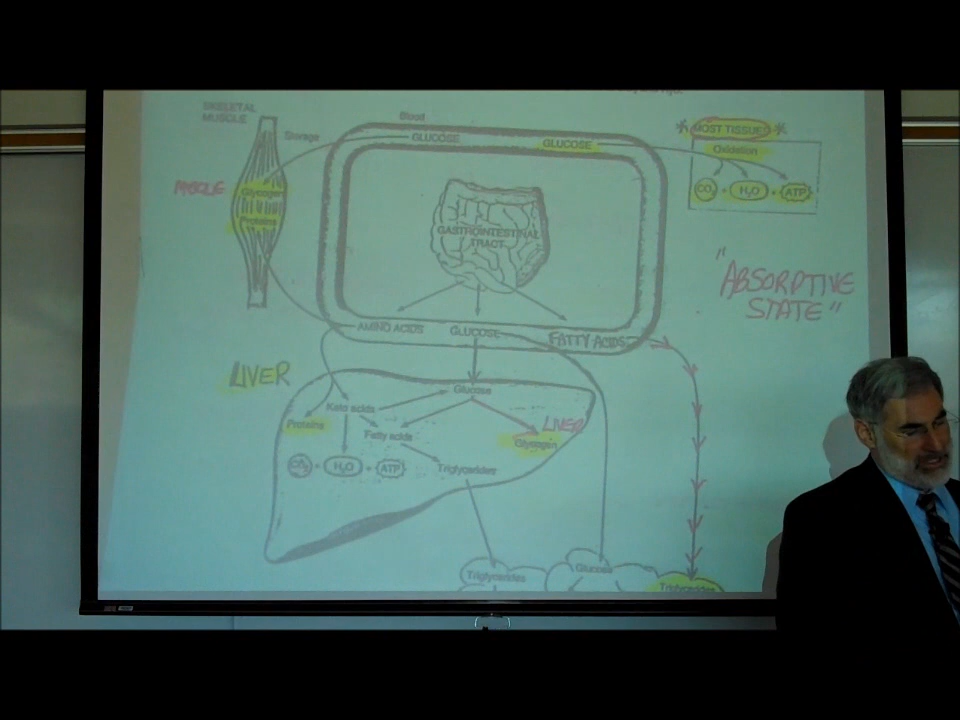 SKELETAL
MUSCLE
Blood
Storage
GLUCOSE
GLUCOSE
* MOST TISSUES *
Oxidation
CO2 + H2O + ATP
MUSCLE
Glycogen
Proteins
GASTROINTESTINAL
TRACT
"ABSORPTIVE
STATE"
AMINO ACIDS
GLUCOSE
FATTY ACIDS
LIVER
Glucose
Keto acids
Proteins
Fatty acids
LIVER
Glycogen
CO2 + H2O + ATP
Triglycerides
Triglycerides
Glucose
Triglycerides